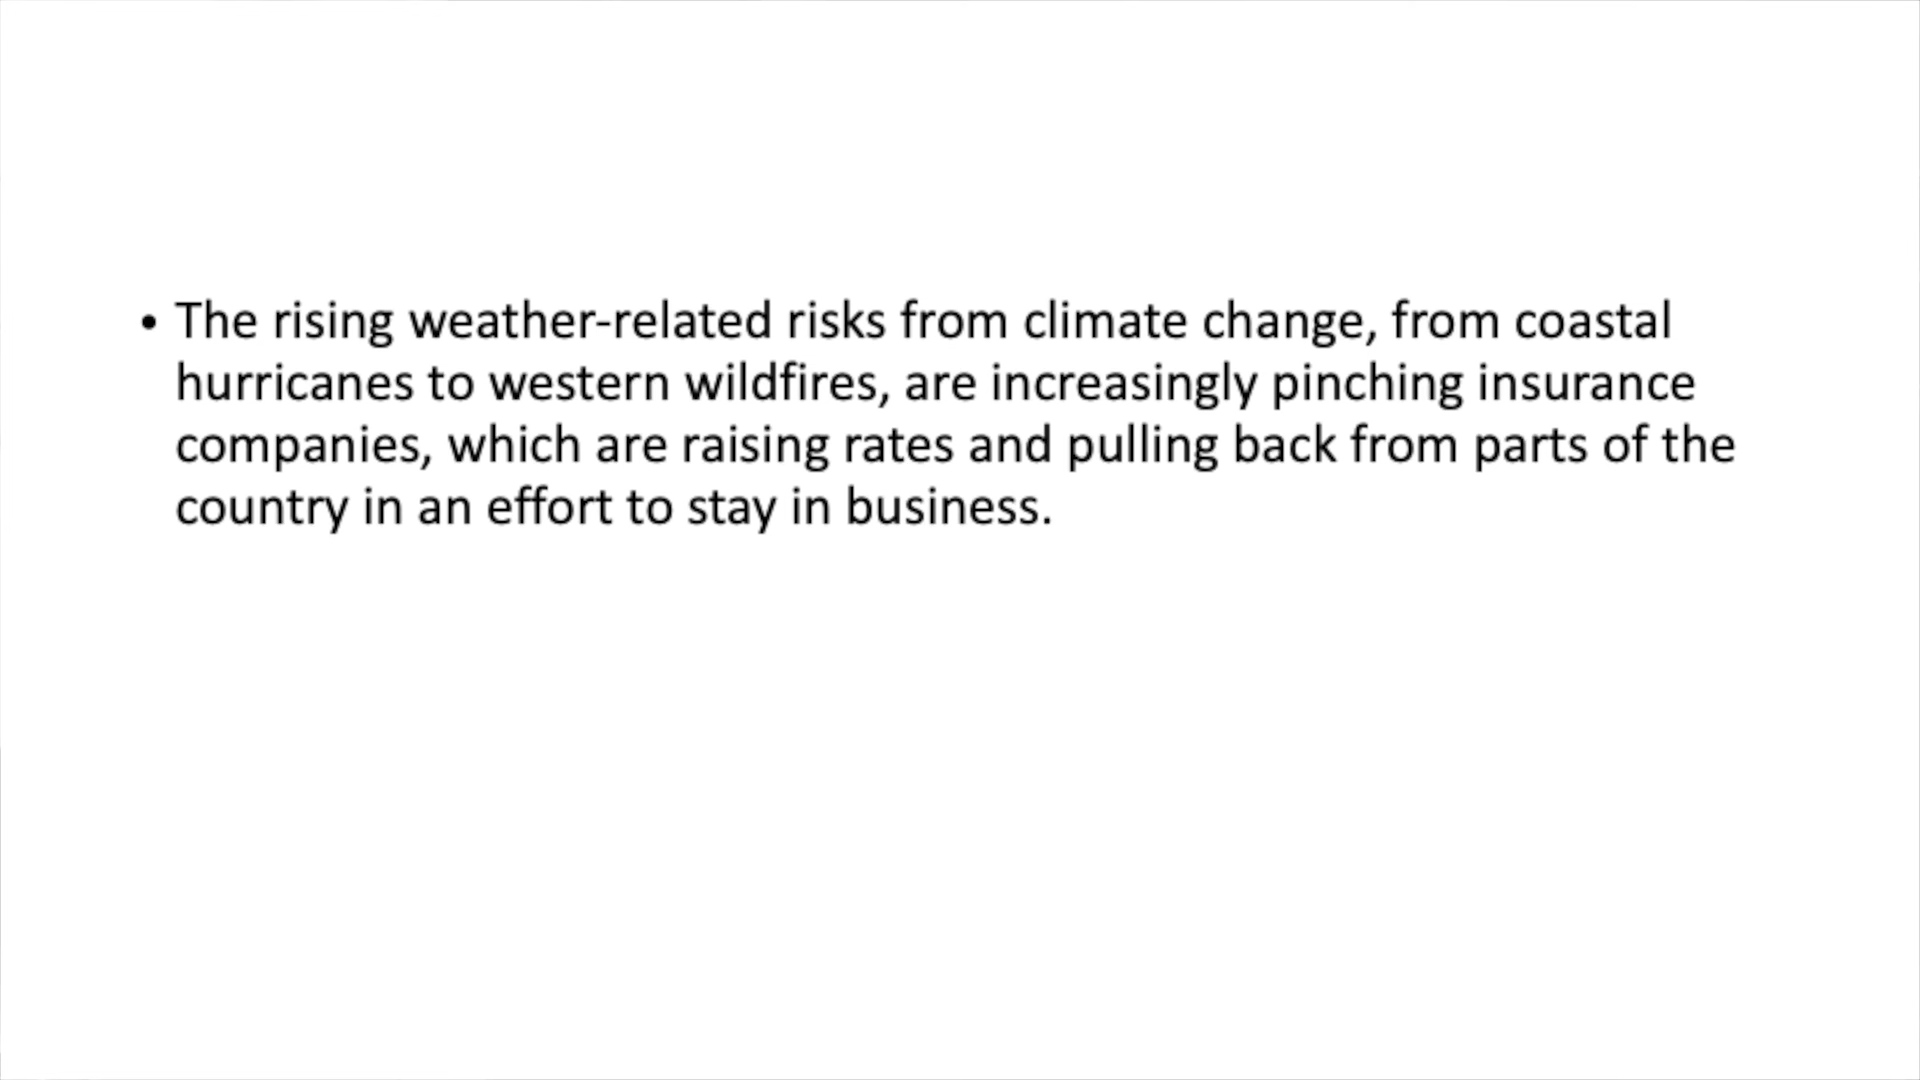 • The rising weather-related risks from climate change, from coastal
hurricanes to western wildfires, are increasingly pinching insurance
companies, which are raising rates and pulling back from parts of the
country in an effort to stay in business.